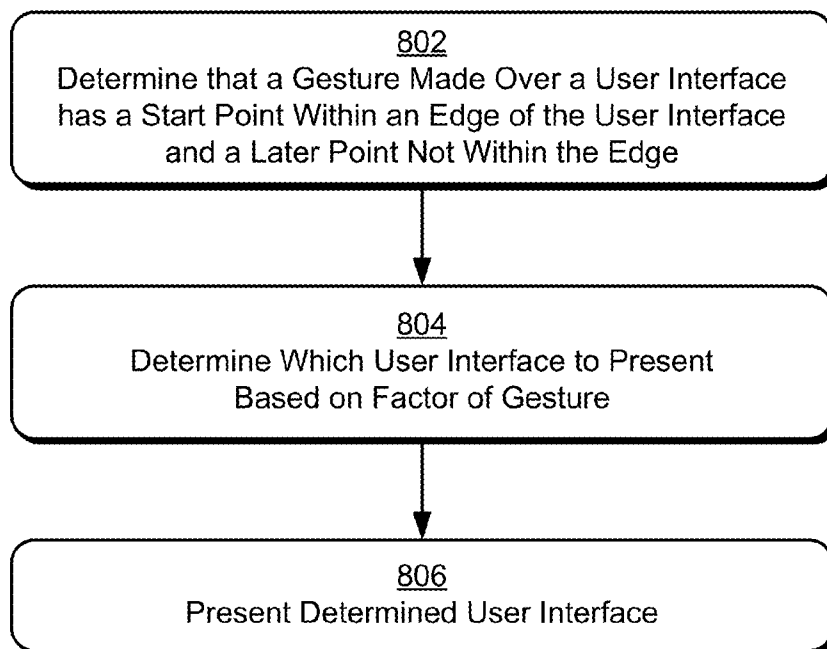 802
Determine that a Gesture Made Over a User Interface
has a Start Point Within an Edge of the User Interface
and a Later Point Not Within the Edge
804
Determine Which User Interface to Present
Based on Factor of Gesture
806
Present Determined User Interface